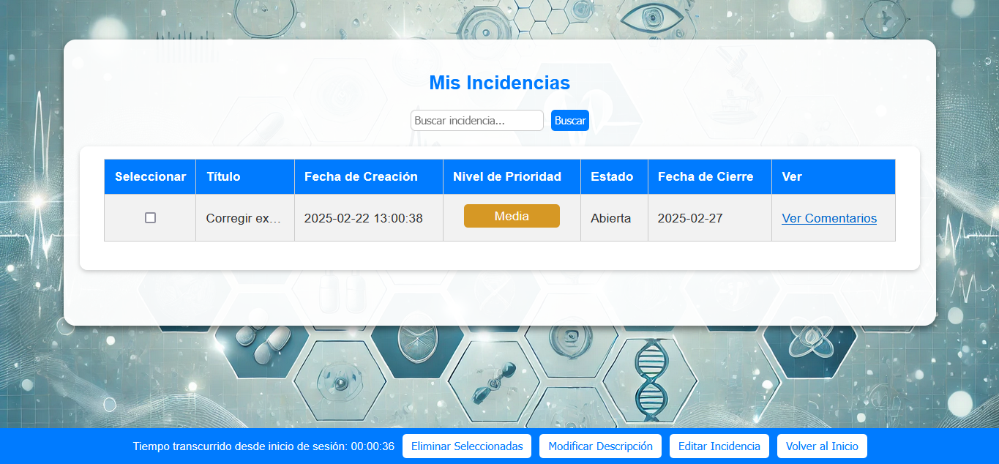 Mis Incidencias
Buscar incidencia... Buscar
Seleccionar Título Fecha de Creación Nivel de Prioridad Estado Fecha de Cierre Ver
Corregir ex... 2025-02-22 13:00:38 Media Abierta 2025-02-27 Ver Comentarios
Tiempo transcurrido desde inicio de sesión: 00:00:36 Eliminar Seleccionadas Modificar Descripción Editar Incidencia Volver al Inicio